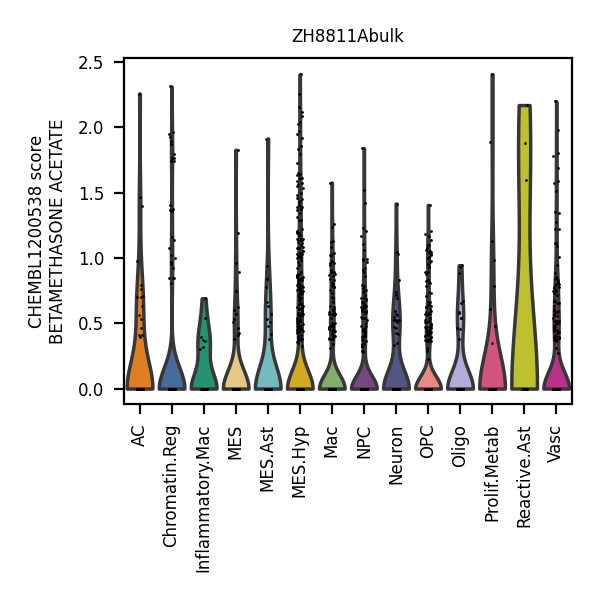 ZH8811Abulk
CHEMBL1200538 score
BETAMETHASONE ACETATE
2.5
2.0
1.5
1.0
0.5
0.0
AC
Chromatin.Reg
Inflammatory.Mac
MES
MES.Ast
MES.Hyp
Mac
NPC
Neuron
OPC
Oligo
Prolif.Metab
Reactive.Ast
Vasc